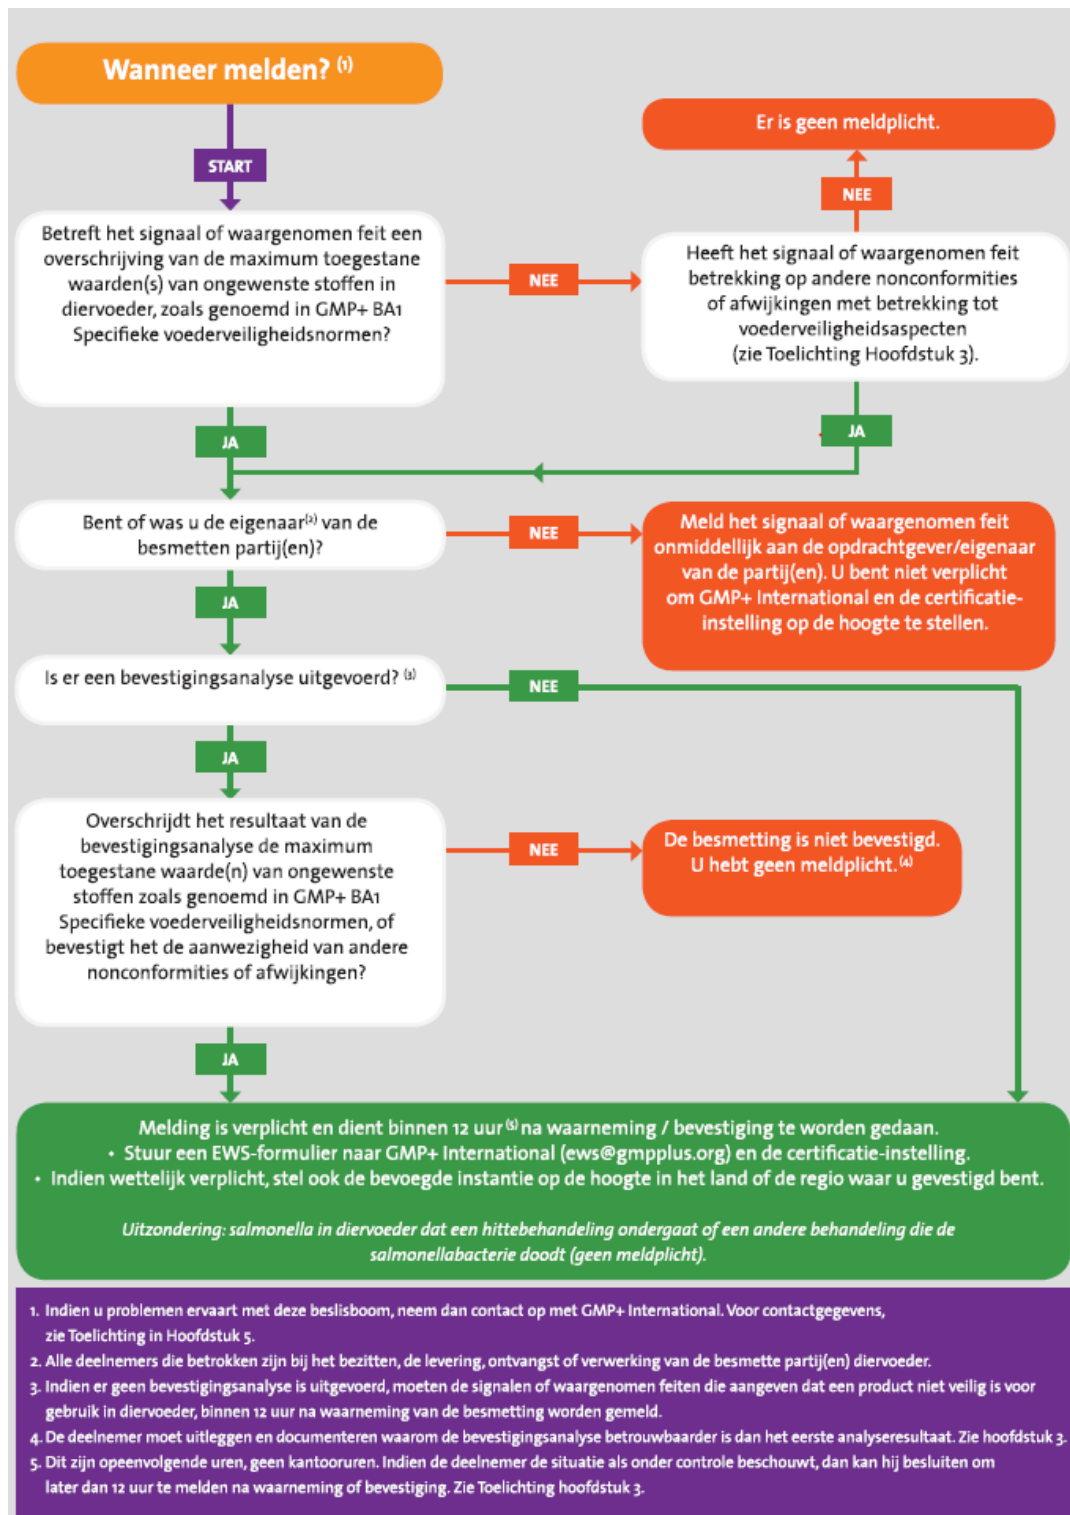 Wanneer melden? (1)
START
Betreft het signaal of waargenomen feit een
overschrijving van de maximum toegestane
waarden(s) van ongewenste stoffen in
diervoeder, zoals genoemd in GMP+ BA1
Specifieke voederveiligheidsnormen?
NEE
Er is geen meldplicht.
NEE
Heeft het signaal of waargenomen feit
betrekking op andere nonconformities
of afwijkingen met betrekking tot
voederveiligheidsaspecten
(zie Toelichting Hoofdstuk 3).
JA
JA
Bent of was u de eigenaar(2) van de
besmetten partij(en)?
NEE
Meld het signaal of waargenomen feit
onmiddellijk aan de opdrachtgever/eigenaar
van de partij(en). U bent niet verplicht
om GMP+ International en de certificatie-
instelling op de hoogte te stellen.
JA
Is er een bevestigingsanalyse uitgevoerd? (3)
NEE
JA
Overschrijdt het resultaat van de
bevestigingsanalyse de maximum
toegestane waarde(n) van ongewenste
stoffen zoals genoemd in GMP+ BA1
Specifieke voederveiligheidsnormen, of
bevestigt het de aanwezigheid van andere
nonconformities of afwijkingen?
NEE
De besmetting is niet bevestigd.
U hebt geen meldplicht. (4)
JA
Melding is verplicht en dient binnen 12 uur (5) na waarneming / bevestiging te worden gedaan.
• Stuur een EWS-formulier naar GMP+ International (ews@gmpplus.org) en de certificatie-instelling.
• Indien wettelijk verplicht, stel ook de bevoegde instantie op de hoogte in het land of de regio waar u gevestigd bent.
Uitzondering: salmonella in diervoeder dat een hittebehandeling ondergaat of een andere behandeling die de
salmonellabacterie doodt (geen meldplicht).
1. Indien u problemen ervaart met deze beslisboom, neem dan contact op met GMP+ International. Voor contactgegevens,
zie Toelichting in Hoofdstuk 5.
2. Alle deelnemers die betrokken zijn bij het bezitten, de levering, ontvangst of verwerking van de besmette partij(en) diervoeder.
3. Indien er geen bevestigingsanalyse is uitgevoerd, moeten de signalen of waargenomen feiten die aangeven dat een product niet veilig is voor
gebruik in diervoeder, binnen 12 uur na waarneming van de besmetting worden gemeld.
4. De deelnemer moet uitleggen en documenteren waarom de bevestigingsanalyse betrouwbaarder is dan het eerste analyseresultaat. Zie hoofdstuk 3.
5. Dit zijn opeenvolgende uren, geen kantooruren. Indien de deelnemer de situatie als onder controle beschouwt, dan kan hij besluiten om
later dan 12 uur te melden na waarneming of bevestiging. Zie Toelichting hoofdstuk 3.